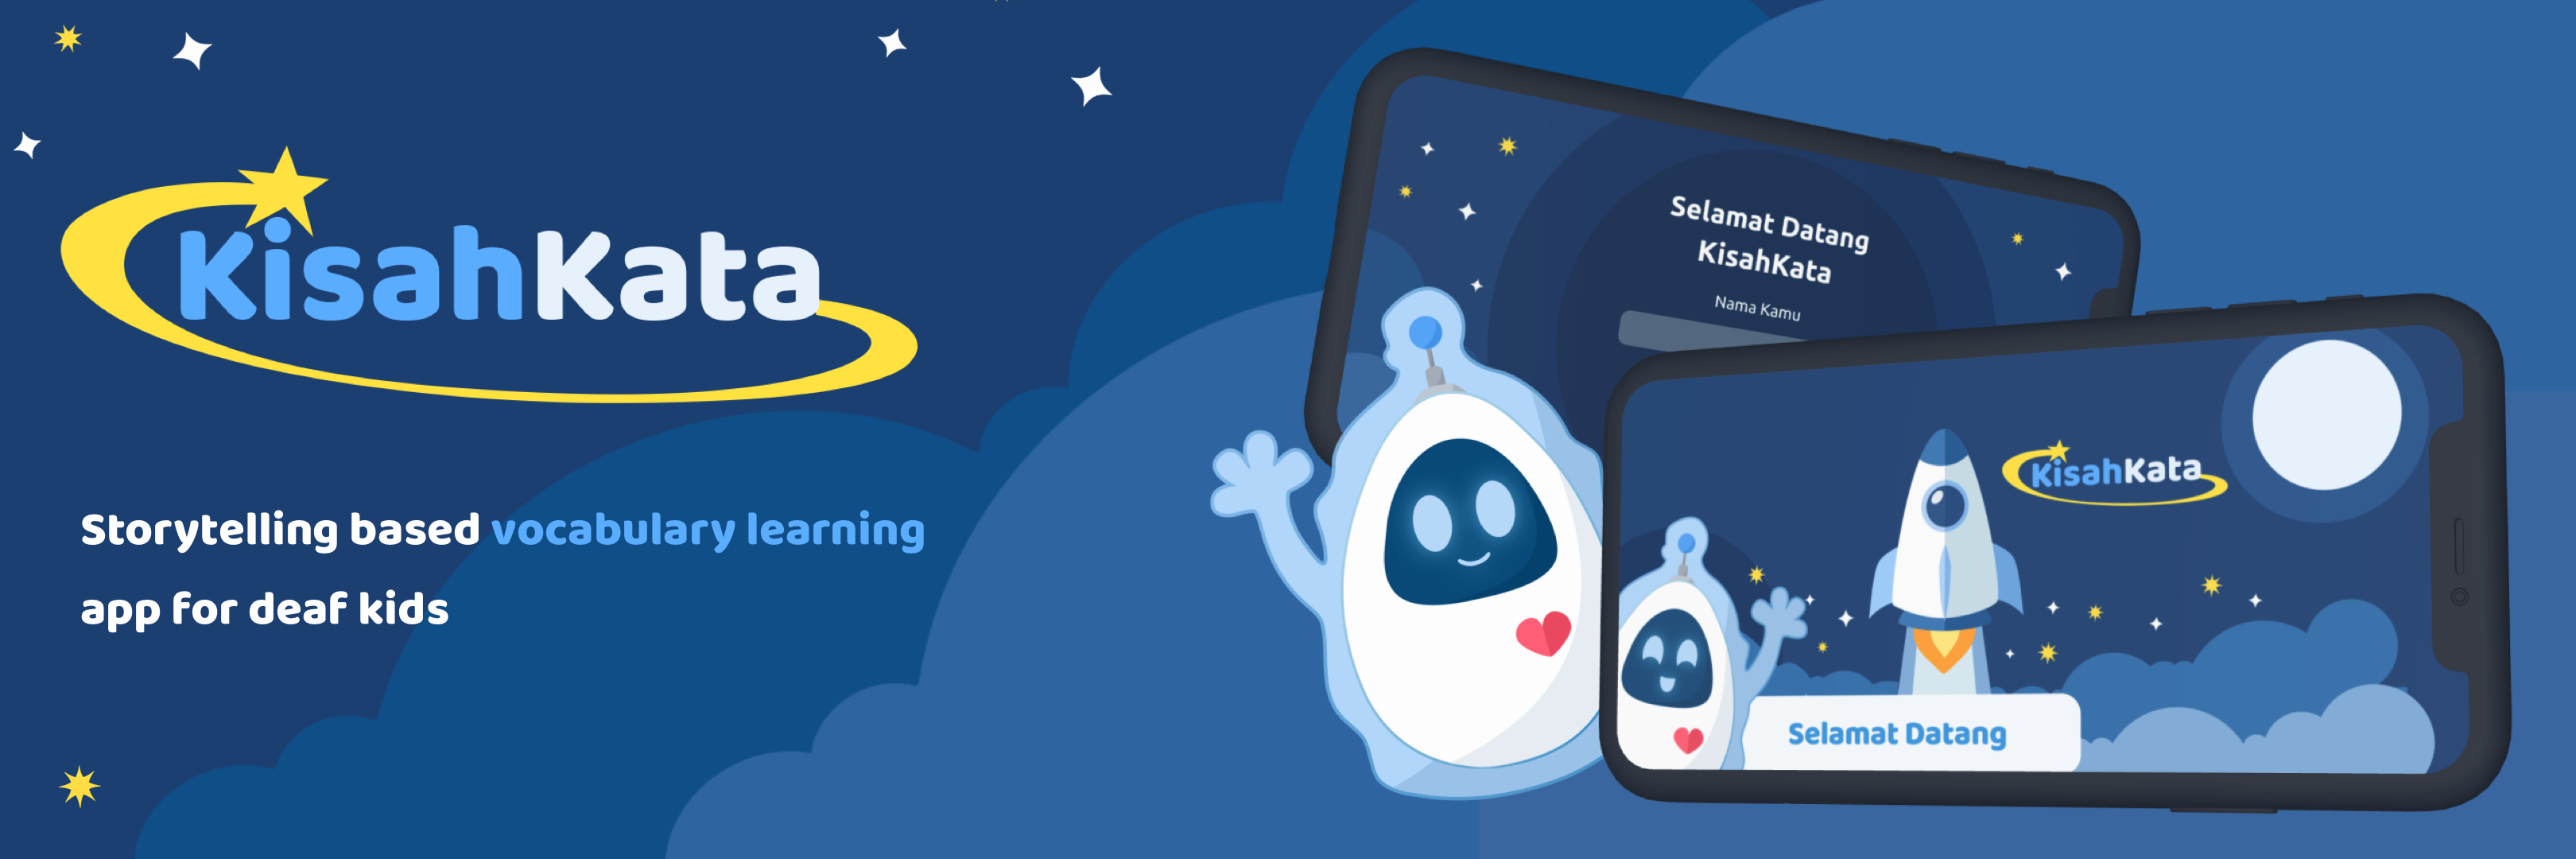 KisahKata
Storytelling based vocabulary learning
app for deaf kids
Selamat Datang
KisahKata
Nama Kamu
KisahKata
Selamat Datang